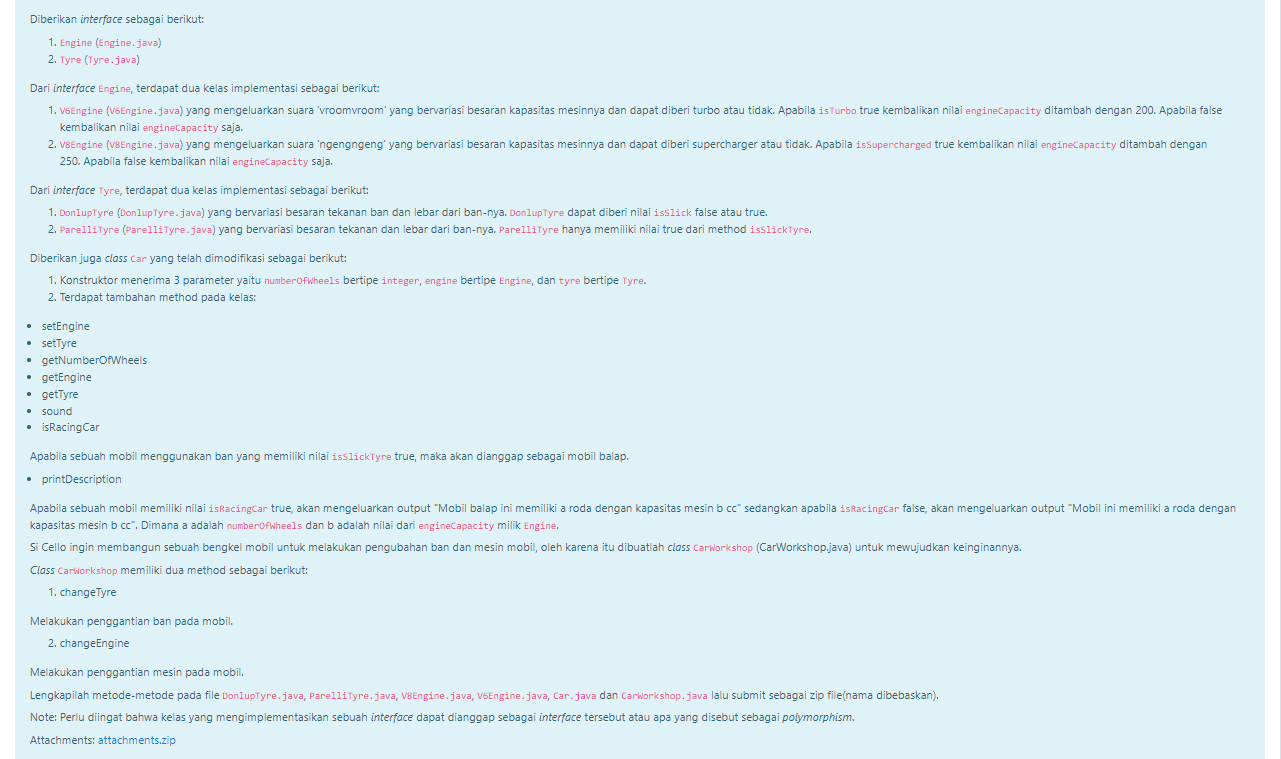 Diberikan interface sebagai berikut:
1. Engine (Engine.java)
2. Tyre (Tyre.java)
Dari interface Engine, terdapat dua kelas implementasi sebagai berikut:
1. V6Engine (V6Engine.java) yang mengeluarkan suara 'vroomvroom' yang bervariasi besaran kapasitas mesinnya dan dapat diberi turbo atau tidak. Apabila isTurbo true kembalikan nilai engineCapacity ditambah dengan 200. Apabila false
kembalikan nilai engineCapacity saja.
2. V8Engine (V8Engine.java) yang mengeluarkan suara 'ngengngeng' yang bervariasi besaran kapasitas mesinnya dan dapat diberi supercharger atau tidak. Apabila isSupercharged true kembalikan nilai engineCapacity ditambah dengan
250. Apabila false kembalikan nilai engineCapacity saja.
Dari interface Tyre, terdapat dua kelas implementasi sebagai berikut:
1. DonlupTyre (DonlupTyre.java) yang bervariasi besaran tekanan ban dan lebar dari ban-nya. DonlupTyre dapat diberi nilai isSlick false atau true.
2. ParelliTyre (ParelliTyre.java) yang bervariasi besaran tekanan dan lebar dari ban-nya. ParelliTyre hanya memiliki nilai true dari method isSlickTyre.
Diberikan juga class Car yang telah dimodifikasi sebagai berikut:
1. Konstruktor menerima 3 parameter yaitu numberOfWheels bertipe integer, engine bertipe Engine, dan tyre bertipe Tyre.
2. Terdapat tambahan method pada kelas:
• setEngine
• setTyre
• getNumberOfWheels
• getEngine
• getTyre
• sound
• isRacingCar
Apabila sebuah mobil menggunakan ban yang memiliki nilai isSlickTyre true, maka akan dianggap sebagai mobil balap.
• printDescription
Apabila sebuah mobil memiliki nilai isRacingCar true, akan mengeluarkan output "Mobil balap ini memiliki a roda dengan kapasitas mesin b cc" sedangkan apabila isRacingCar false, akan mengeluarkan output "Mobil ini memiliki a roda dengan
kapasitas mesin b cc". Dimana a adalah numberOfWheels dan b adalah nilai dari engineCapacity milik Engine.
Si Cello ingin membangun sebuah bengkel mobil untuk melakukan pengubahan ban dan mesin mobil, oleh karena itu dibuatlah class CarWorkshop (CarWorkshop.java) untuk mewujudkan keinginannya.
Class CarWorkshop memiliki dua method sebagai berikut:
1. changeTyre
Melakukan penggantian ban pada mobil.
2. changeEngine
Melakukan penggantian mesin pada mobil.
Lengkapilah metode-metode pada file DonlupTyre.java, ParelliTyre.java, V8Engine.java, V6Engine.java, Car.java dan CarWorkshop.java lalu submit sebagai zip file(nama dibebaskan).
Note: Perlu diingat bahwa kelas yang mengimplementasikan sebuah interface dapat dianggap sebagai interface tersebut atau apa yang disebut sebagai polymorphism.
Attachments: attachments.zip